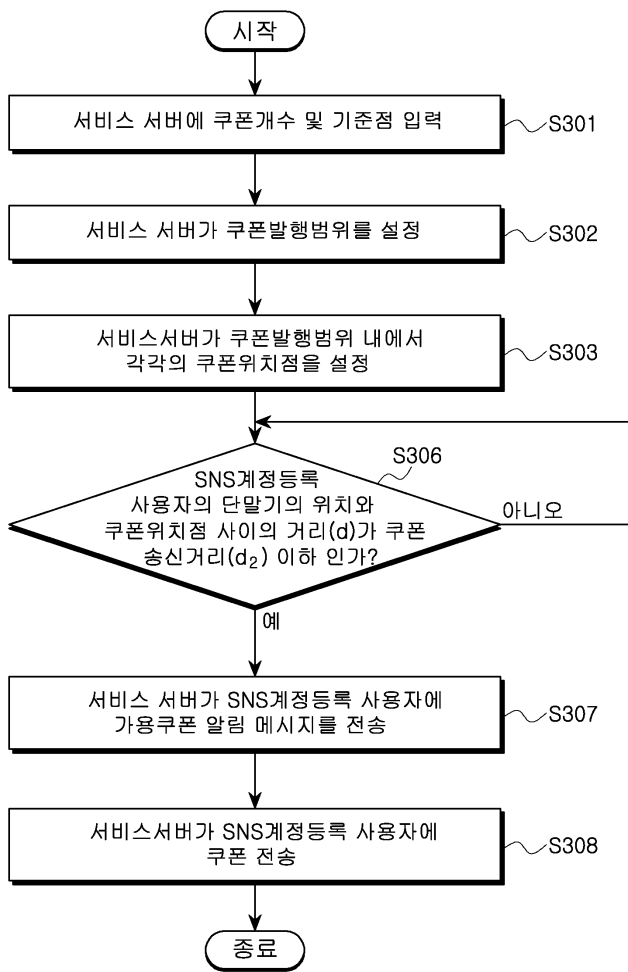 시작
서비스 서버에 쿠폰개수 및 기준점 입력
S301
서비스 서버가 쿠폰발행범위를 설정
S302
서비스서버가 쿠폰발행범위 내에서
각각의 쿠폰위치점을 설정
S303
S306
SNS계정등록
사용자의 단말기의 위치와
쿠폰위치점 사이의 거리(d)가 쿠폰
송신거리(d₂) 이하 인가?
아니오
예
서비스 서버가 SNS계정등록 사용자에
가용쿠폰 알림 메시지를 전송
S307
서비스서버가 SNS계정등록 사용자에
쿠폰 전송
S308
종료